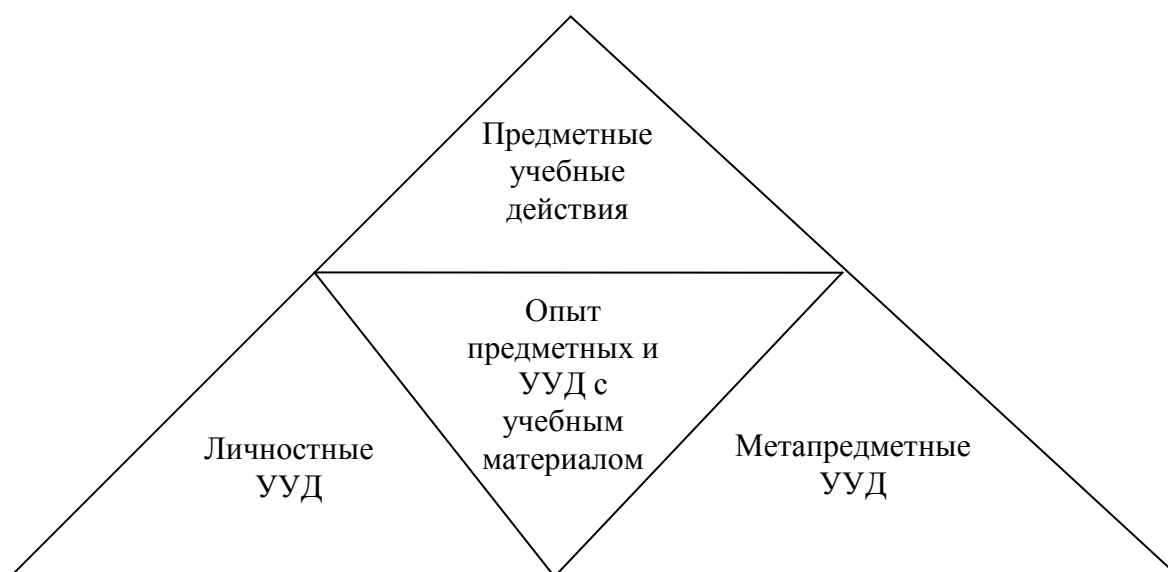 Предметные
учебные
действия
Опыт
предметных и
УУД с
учебным
материалом
Личностные
УУД
Метапредметные
УУД